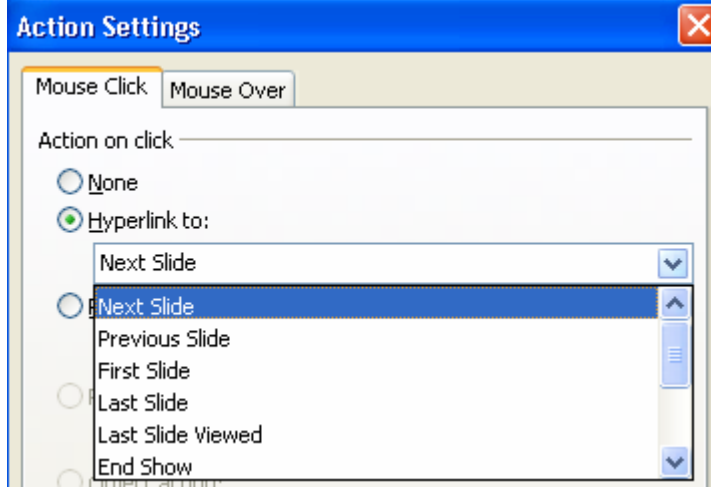 Action Settings
Mouse Click Mouse Over
Action on click
None
Hyperlink to:
Next Slide
Next Slide
Previous Slide
First Slide
Last Slide
Last Slide Viewed
End Show